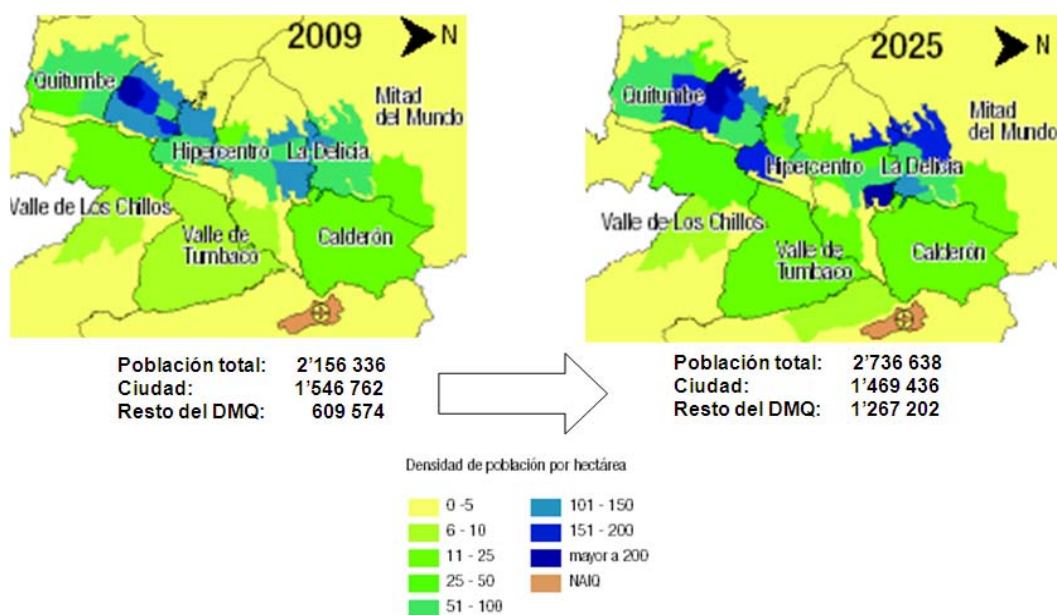 2009
N
Quitumbe
Mitad
del Mundo
Hipercentro
La Delicia
Valle de Los Chillos
Valle de
Tumbaco
Calderón
2025
N
Quitumbe
Mitad
del Mundo
Hipercentro
La Delicia
Valle de Los Chillos
Valle de
Tumbaco
Calderón
Población total: 2'156 336
Ciudad: 1'546 762
Resto del DMQ: 609 574
Población total: 2'736 638
Ciudad: 1'469 436
Resto del DMQ: 1'267 202
Densidad de población por hectárea
0 -5
6 - 10
11 - 25
25 - 50
51 - 100
101 - 150
151 - 200
mayor a 200
NAIQ